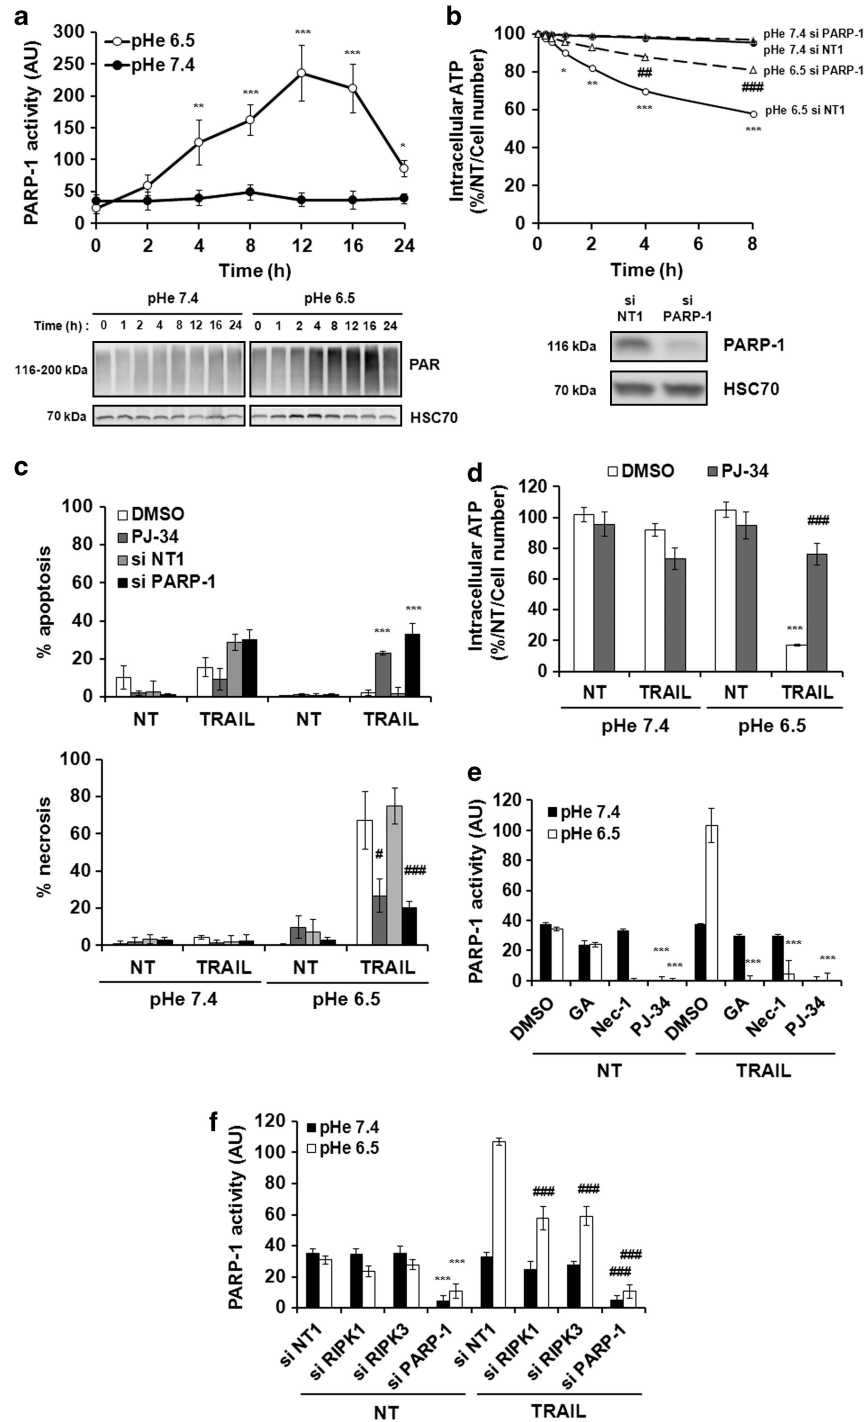 a
PARP-1 activity (AU)
300
250
200
150
100
50
0
pHe 6.5
pHe 7.4
**
***
***
***
*
0 2 4 8 12 16 24
Time (h)
pHe 7.4 pHe 6.5
Time (h) : 0 1 2 4 8 12 16 24 0 1 2 4 8 12 16 24
116-200 kDa PAR
70 kDa HSC70
b
Intracellular ATP
(%/NT/Cell number)
100
80
60
40
20
0
pHe 7.4 si PARP-1
pHe 7.4 si NT1
pHe 6.5 si PARP-1
pHe 6.5 si NT1
*
**
##
***
###
***
0 2 4 6 8
Time (h)
si
NT1
si
PARP-1
116 kDa PARP-1
70 kDa HSC70
c
% apoptosis
100
80
60
40
20
0
DMSO
PJ-34
si NT1
si PARP-1
***
***
NT TRAIL NT TRAIL
% necrosis
100
80
60
40
20
0
#
###
NT TRAIL NT TRAIL
pHe 7.4 pHe 6.5
d
DMSO PJ-34
Intracellular ATP
(%/NT/Cell number)
120
100
80
60
40
20
0
***
###
NT TRAIL NT TRAIL
pHe 7.4 pHe 6.5
e
PARP-1 activity (AU)
120
100
80
60
40
20
0
pHe 7.4
pHe 6.5
***
***
***
***
***
DMSO GA Nec-1 PJ-34 DMSO GA Nec-1 PJ-34
NT TRAIL
f
PARP-1 activity (AU)
120
100
80
60
40
20
0
pHe 7.4
pHe 6.5
***
***
###
###
###
###
si NT1 si RIPK1 si RIPK3 si PARP-1 si NT1 si RIPK1 si RIPK3 si PARP-1
NT TRAIL